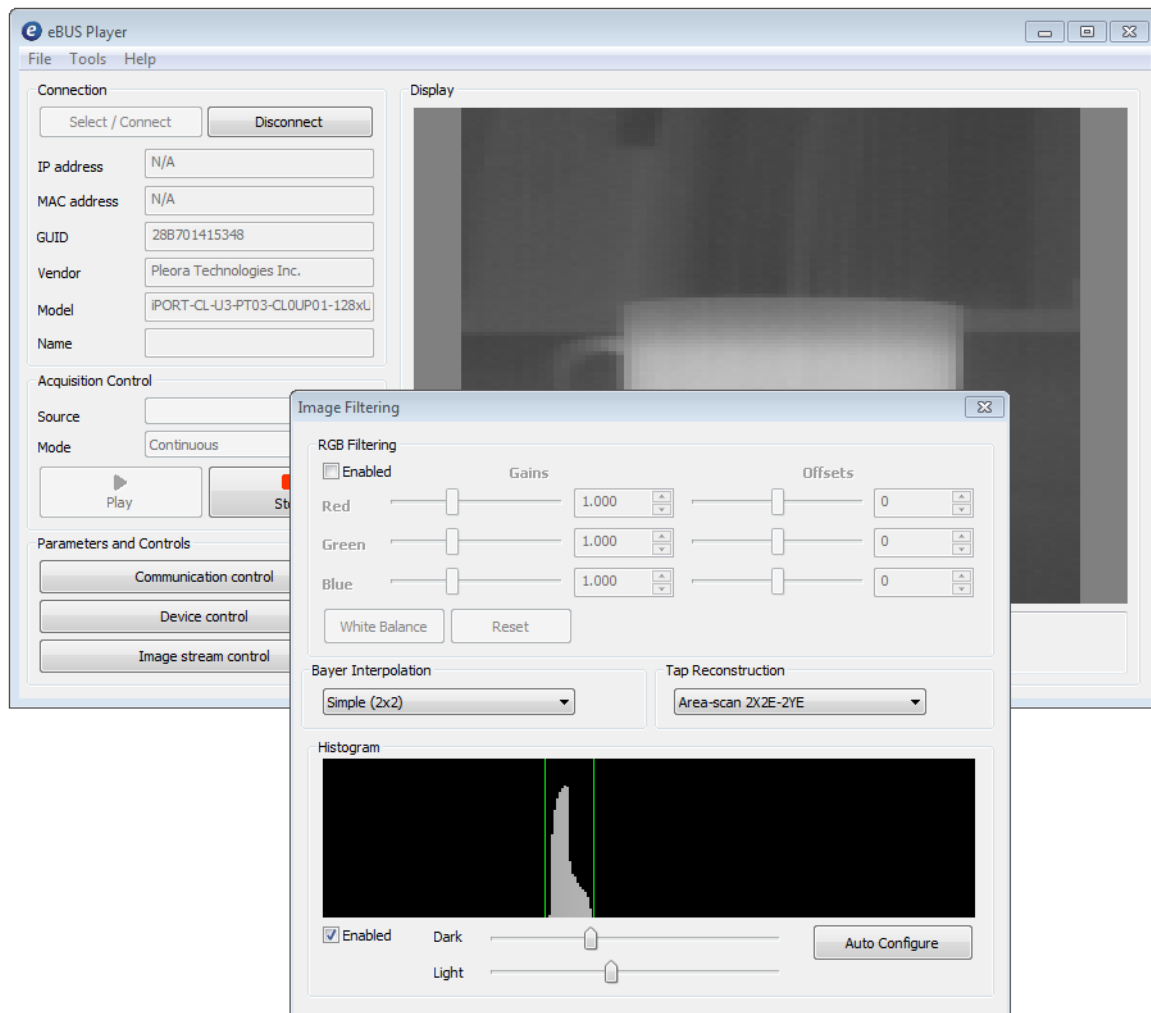 eBUS Player
File Tools Help
Connection
Select / Connect
Disconnect
IP address
N/A
MAC address
N/A
GUID
28B701415348
Vendor
Pleora Technologies Inc.
Model
iPORT-CL-U3-PT03-CL0UP01-128xU
Name
Acquisition Control
Source
Mode
Continuous
Play
St
Parameters and Controls
Communication control
Device control
Image stream control
Display
Image Filtering
RGB Filtering
Enabled
Gains
Offsets
Red
1.000
0
Green
1.000
0
Blue
1.000
0
White Balance
Reset
Bayer Interpolation
Simple (2x2)
Tap Reconstruction
Area-scan 2X2E-2YE
Histogram
Enabled
Dark
Light
Auto Configure